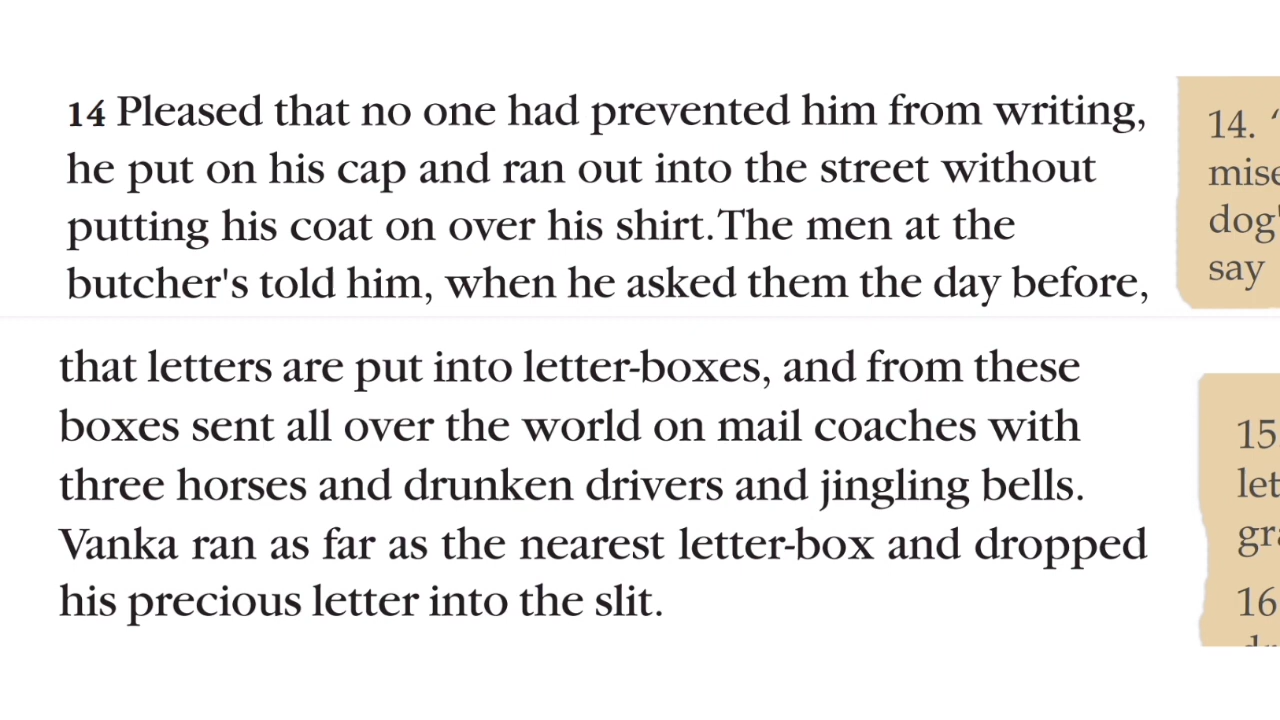 14 Pleased that no one had prevented him from writing,
he put on his cap and ran out into the street without
putting his coat on over his shirt.The men at the
butcher's told him, when he asked them the day before,
that letters are put into letter-boxes, and from these
boxes sent all over the world on mail coaches with
three horses and drunken drivers and jingling bells.
Vanka ran as far as the nearest letter-box and dropped
his precious letter into the slit.
14. ‘
mise
dog'
say
15
let
gra
16